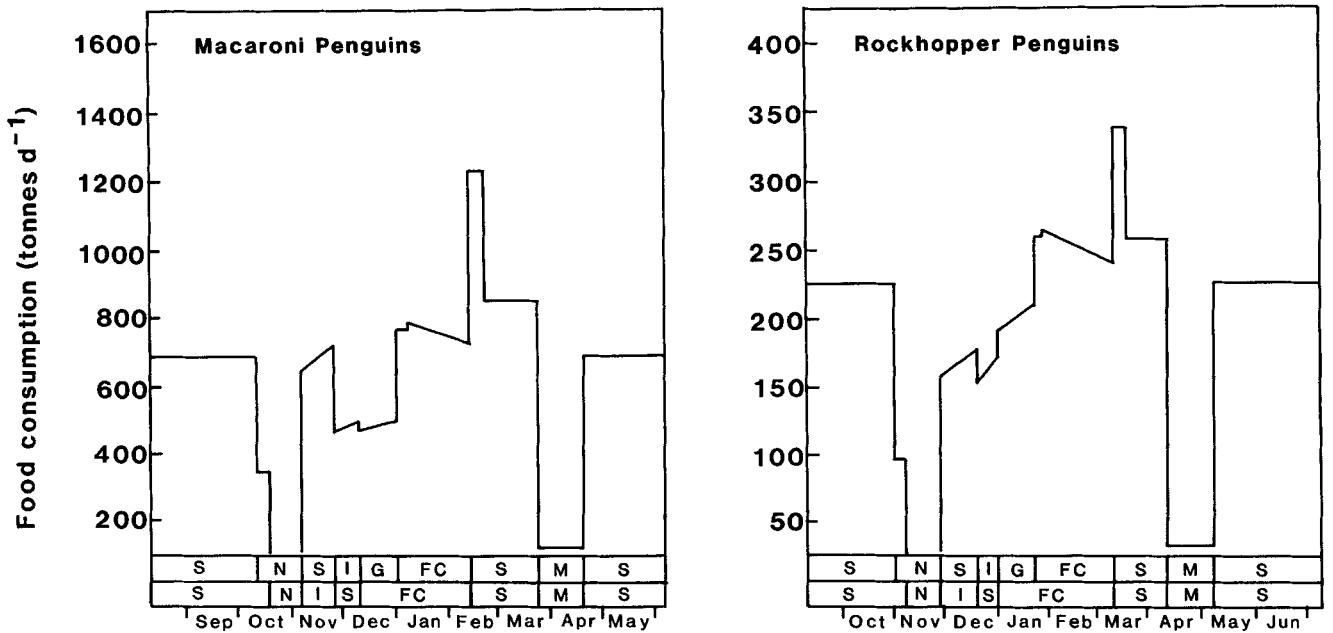 Food consumption (tonnes d⁻¹)
Macaroni Penguins
1600
1400
1200
1000
800
600
400
200
S N S I G FC S M S
S N I S FC S M S
Sep Oct Nov Dec Jan Feb Mar Apr May
Rockhopper Penguins
400
350
300
250
200
150
100
50
S N S I G FC S M S
S N I S FC S M S
Oct Nov Dec Jan Feb Mar Apr May Jun